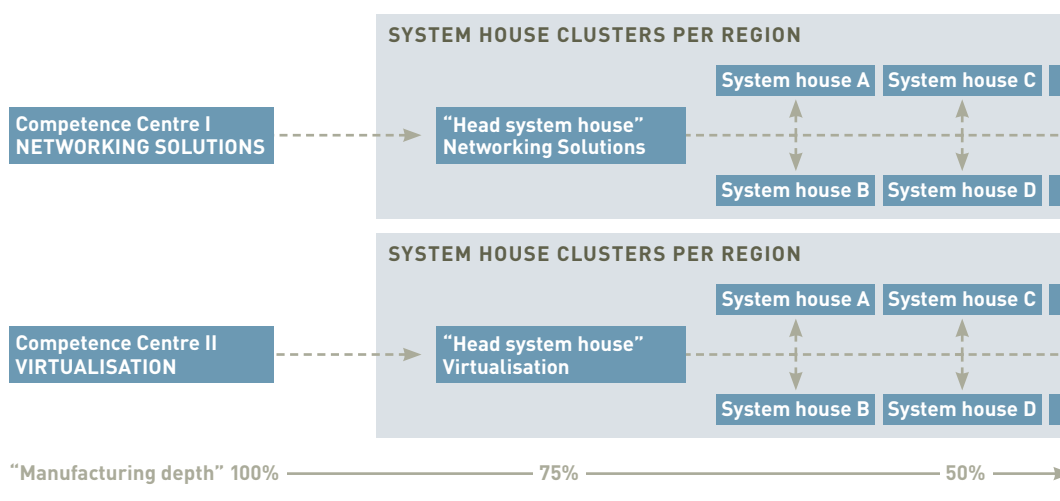 SYSTEM HOUSE CLUSTERS PER REGION
System house A
System house C
Competence Centre I
NETWORKING SOLUTIONS
“Head system house”
Networking Solutions
System house B
System house D
SYSTEM HOUSE CLUSTERS PER REGION
System house A
System house C
Competence Centre II
VIRTUALISATION
“Head system house”
Virtualisation
System house B
System house D
“Manufacturing depth” 100% 75% 50%